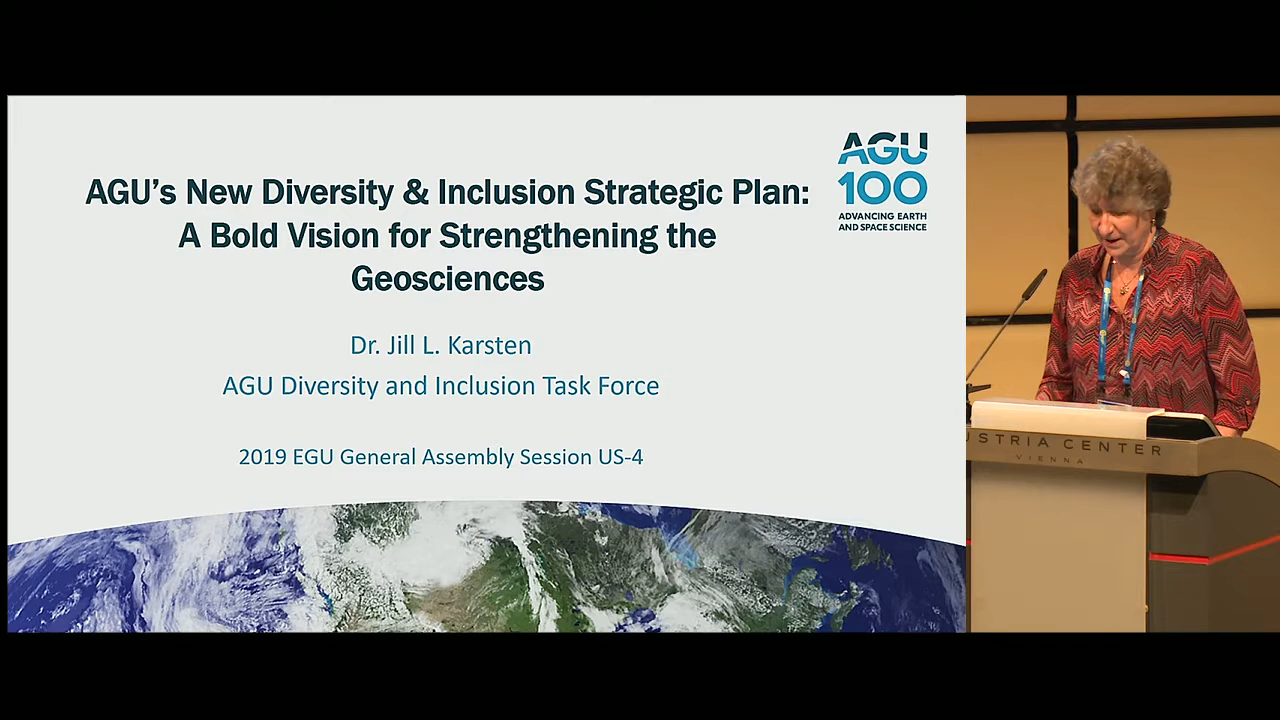 AGU's New Diversity & Inclusion Strategic Plan:
A Bold Vision for Strengthening the
Geosciences
Dr. Jill L. Karsten
AGU Diversity and Inclusion Task Force
2019 EGU General Assembly Session US-4
AGU
100
ADVANCING EARTH
AND SPACE SCIENCE
USTRIA CENTER
VIENNA